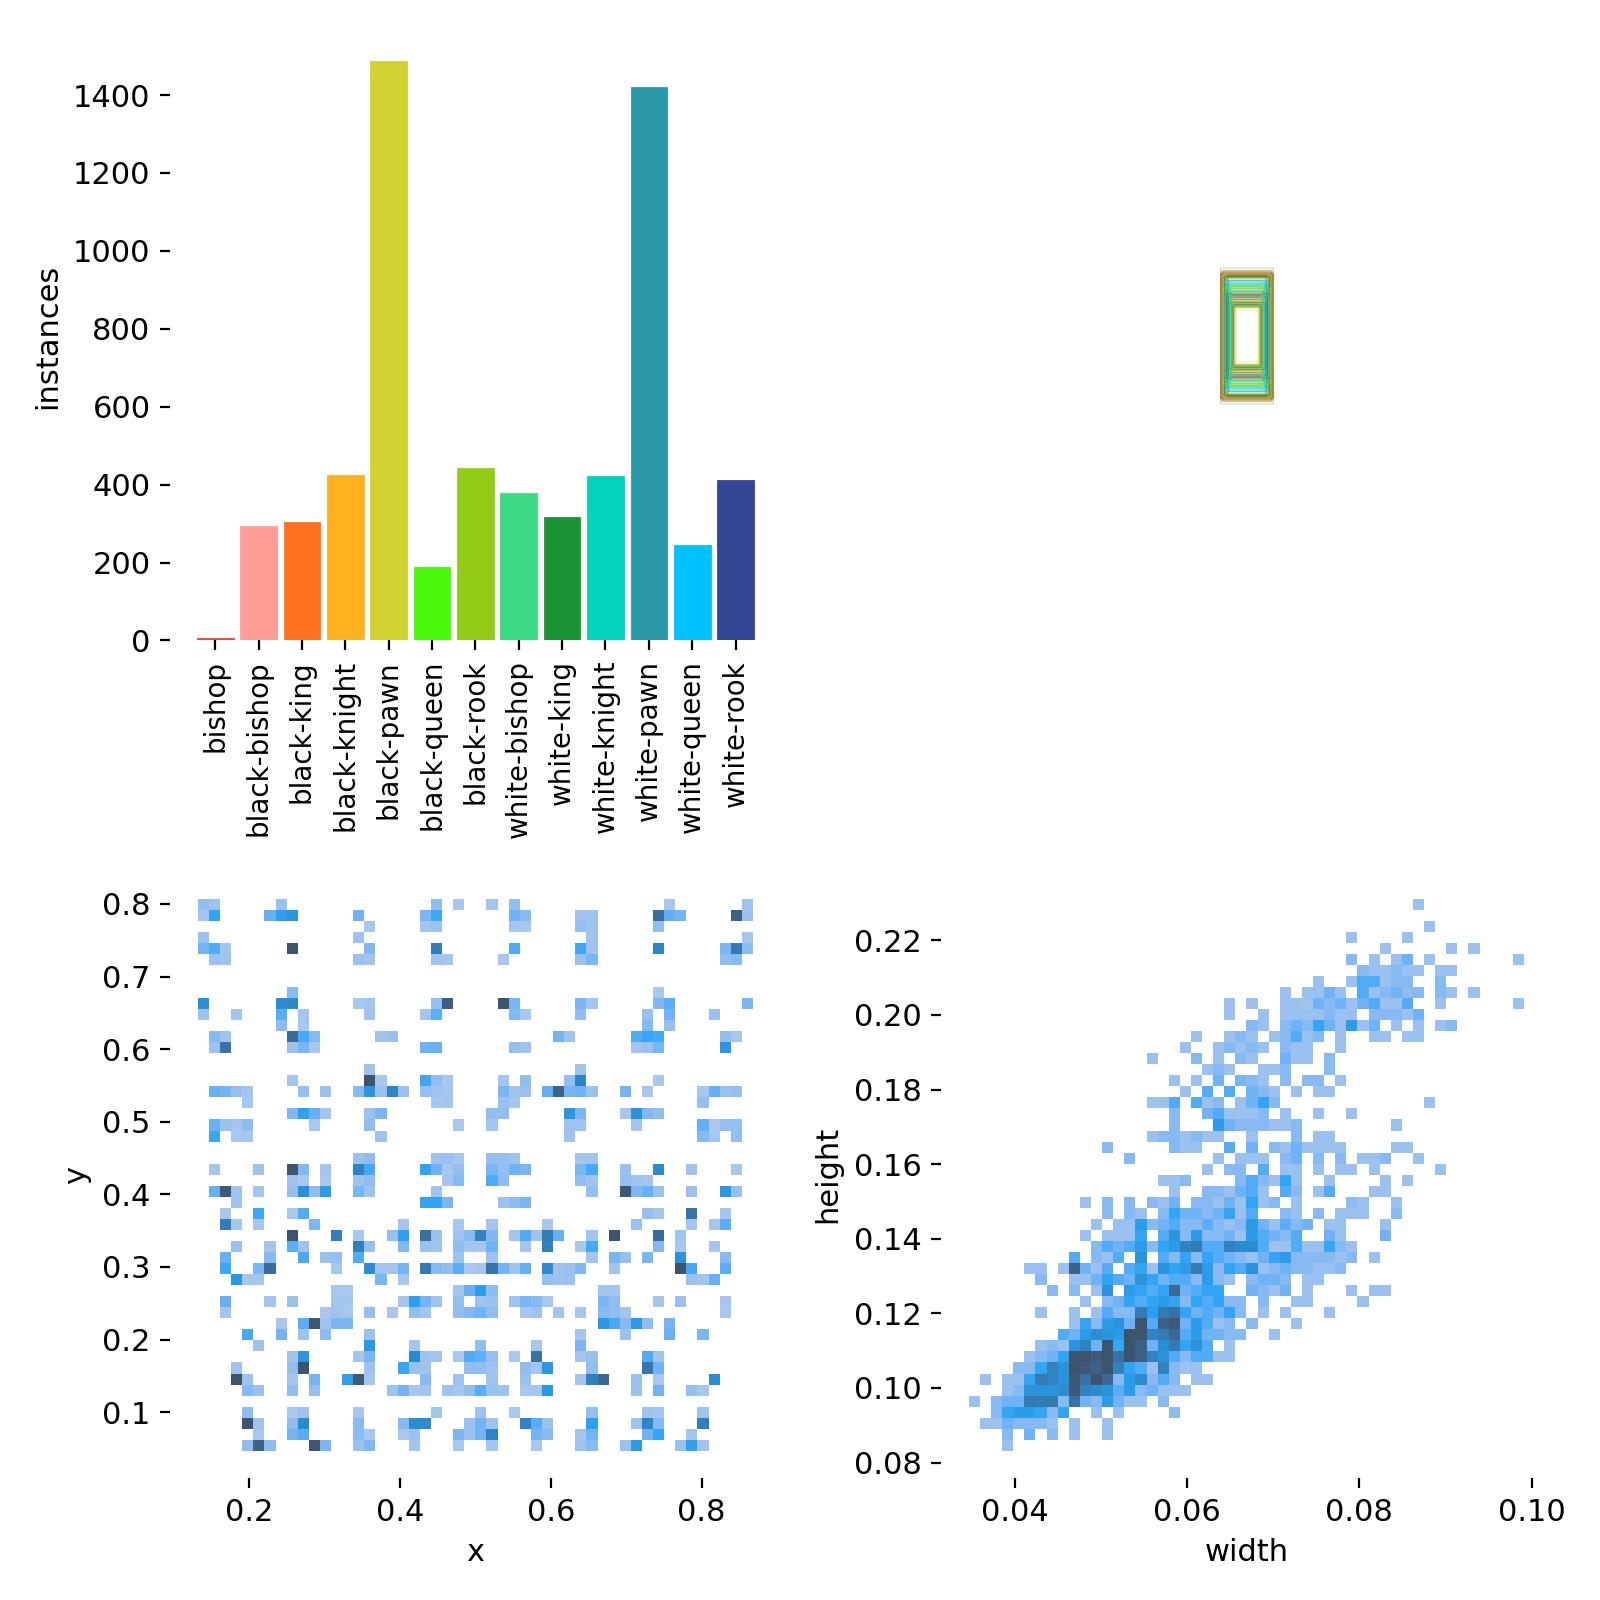 1400
1200
1000
800
600
400
200
0
instances
bishop
black-bishop
black-king
black-knight
black-pawn
black-queen
black-rook
white-bishop
white-king
white-knight
white-pawn
white-queen
white-rook
0.8
0.7
0.6
0.5
0.4
0.3
0.2
0.1
y
0.2 0.4 0.6 0.8
x
0.22
0.20
0.18
0.16
0.14
0.12
0.10
0.08
height
0.04 0.06 0.08 0.10
width